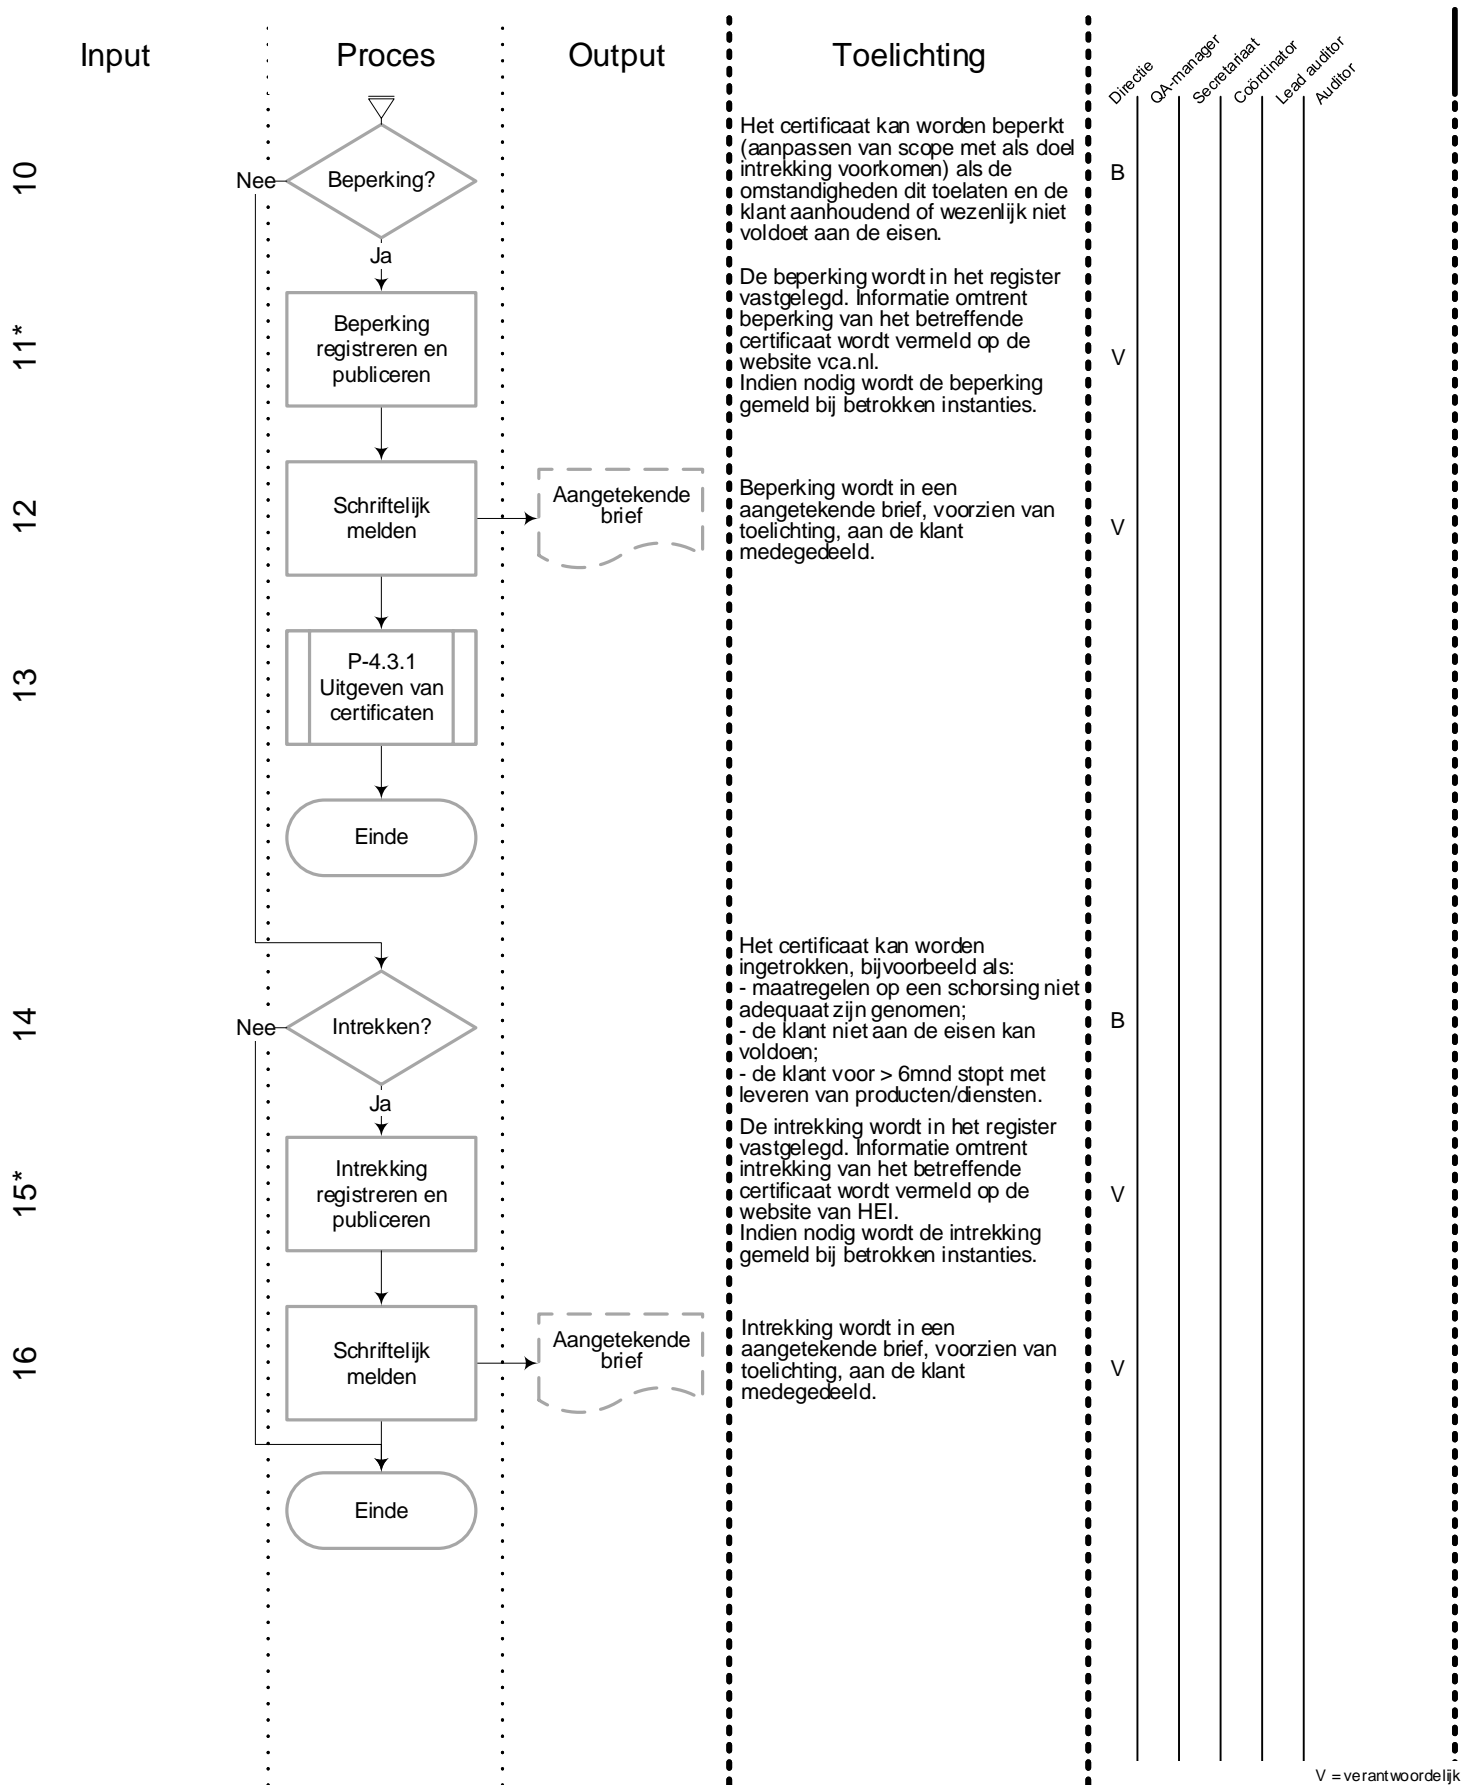 Input
Proces
Output
Toelichting
Directie
QA-manager
Secretariaat
Coördinator
Lead auditor
Auditor
10
Nee
Beperking?
Ja
Het certificaat kan worden beperkt
(aanpassen van scope met als doel
intrekking voorkomen) als de
omstandigheden dit toelaten en de
klant aanhoudend of wezenlijk niet
voldoet aan de eisen.
B
11*
Beperking
registreren en
publiceren
De beperking wordt in het register
vastgelegd. Informatie omtrent
beperking van het betreffende
certificaat wordt vermeld op de
website vca.nl.
Indien nodig wordt de beperking
gemeld bij betrokken instanties.
V
12
Schriftelijk
melden
Aangetekende
brief
Beperking wordt in een
aangetekende brief, voorzien van
toelichting, aan de klant
medegedeeld.
V
13
P-4.3.1
Uitgeven van
certificaten
Einde
14
Nee
Intrekken?
Ja
Het certificaat kan worden
ingetrokken, bijvoorbeeld als:
- maatregelen op een schorsing niet
adequaat zijn genomen;
- de klant niet aan de eisen kan
voldoen;
- de klant voor > 6mnd stopt met
leveren van producten/diensten.
B
15*
Intrekking
registreren en
publiceren
De intrekking wordt in het register
vastgelegd. Informatie omtrent
intrekking van het betreffende
certificaat wordt vermeld op de
website van HEI.
Indien nodig wordt de intrekking
gemeld bij betrokken instanties.
V
16
Schriftelijk
melden
Aangetekende
brief
Intrekking wordt in een
aangetekende brief, voorzien van
toelichting, aan de klant
medegedeeld.
V
Einde
V = verantwoordelijk